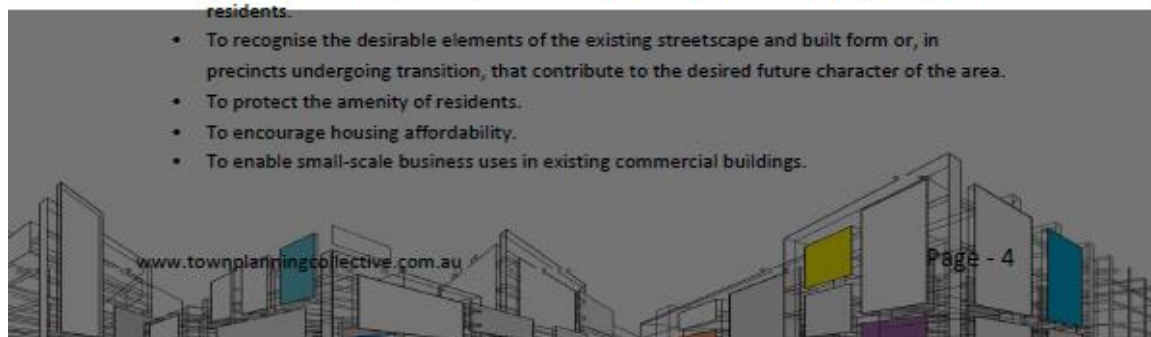 residents.
• To recognise the desirable elements of the existing streetscape and built form or, in
precincts undergoing transition, that contribute to the desired future character of the area.
• To protect the amenity of residents.
• To encourage housing affordability.
• To enable small-scale business uses in existing commercial buildings.
www.townplanningcollective.com.au
Page - 4